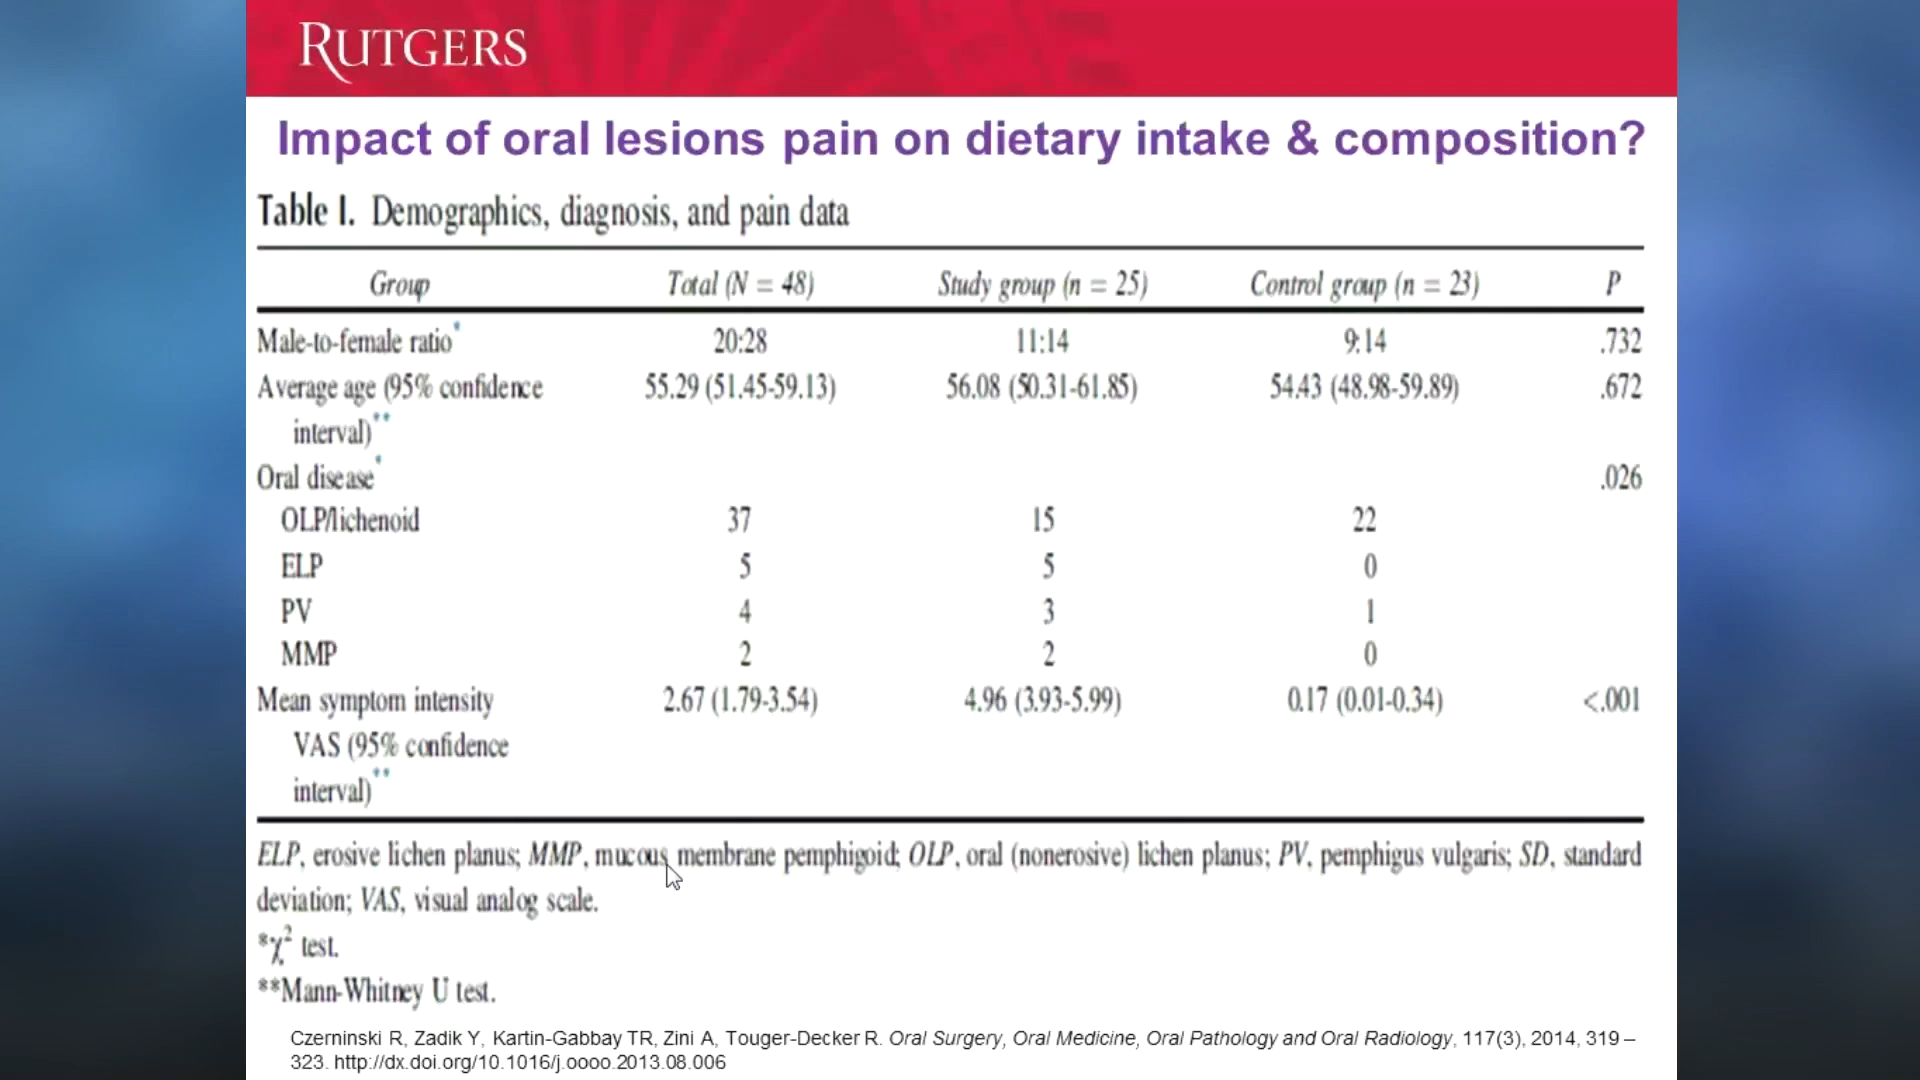 RUTGERS
Impact of oral lesions pain on dietary intake & composition?
Table I. Demographics, diagnosis, and pain data
Group Total (N = 48) Study group (n = 25) Control group (n = 23) P
Male-to-female ratio* 20:28 11:14 9:14 .732
Average age (95% confidence 55.29 (51.45-59.13) 56.08 (50.31-61.85) 54.43 (48.98-59.89) .672
interval)**
Oral disease* .026
OLP/lichenoid 37 15 22
ELP 5 5 0
PV 4 3 1
MMP 2 2 0
Mean symptom intensity 2.67 (1.79-3.54) 4.96 (3.93-5.99) 0.17 (0.01-0.34) <.001
VAS (95% confidence
interval)**
ELP, erosive lichen planus; MMP, mucous membrane pemphigoid; OLP, oral (nonerosive) lichen planus; PV, pemphigus vulgaris; SD, standard
deviation; VAS, visual analog scale.
*χ² test.
**Mann-Whitney U test.
Czerninski R, Zadik Y, Kartin-Gabbay TR, Zini A, Touger-Decker R. Oral Surgery, Oral Medicine, Oral Pathology and Oral Radiology, 117(3), 2014, 319 –
323. http://dx.doi.org/10.1016/j.oooo.2013.08.006